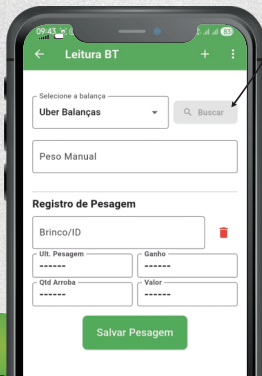 09:43
83
Leitura BT
Selecione a balança
Uber Balanças
Buscar
Peso Manual
Registro de Pesagem
Brinco/ID
Ult. Pesagem Ganho
------ ------
Qtd Arroba Valor
------ ------
Salvar Pesagem